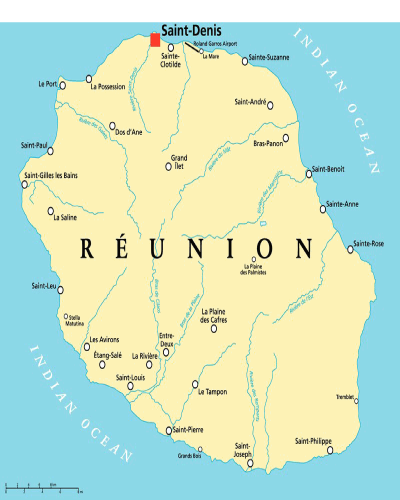 Saint-Denis
Roland Garros Airport
Sainte-
Clotilde
La Mare
Sainte-Suzanne
INDIAN OCEAN
Le Port
La Possession
Saint-André
Dos d'Ane
Bras-Panon
Saint-Paul
Grand
Îlet
Saint-Benoît
Saint-Gilles les Bains
Sainte-Anne
La Saline
RÉUNION
Sainte-Rose
La Plaine
des Palmistes
Saint-Leu
Stella
Matutina
La Plaine
des Cafres
Les Avirons
Entre-
Deux
Étang-Salé
La Rivière
Saint-Louis
Le Tampon
Tremblet
INDIAN OCEAN
Saint-Pierre
Grands Bois
Saint-
Joseph
Saint-Philippe